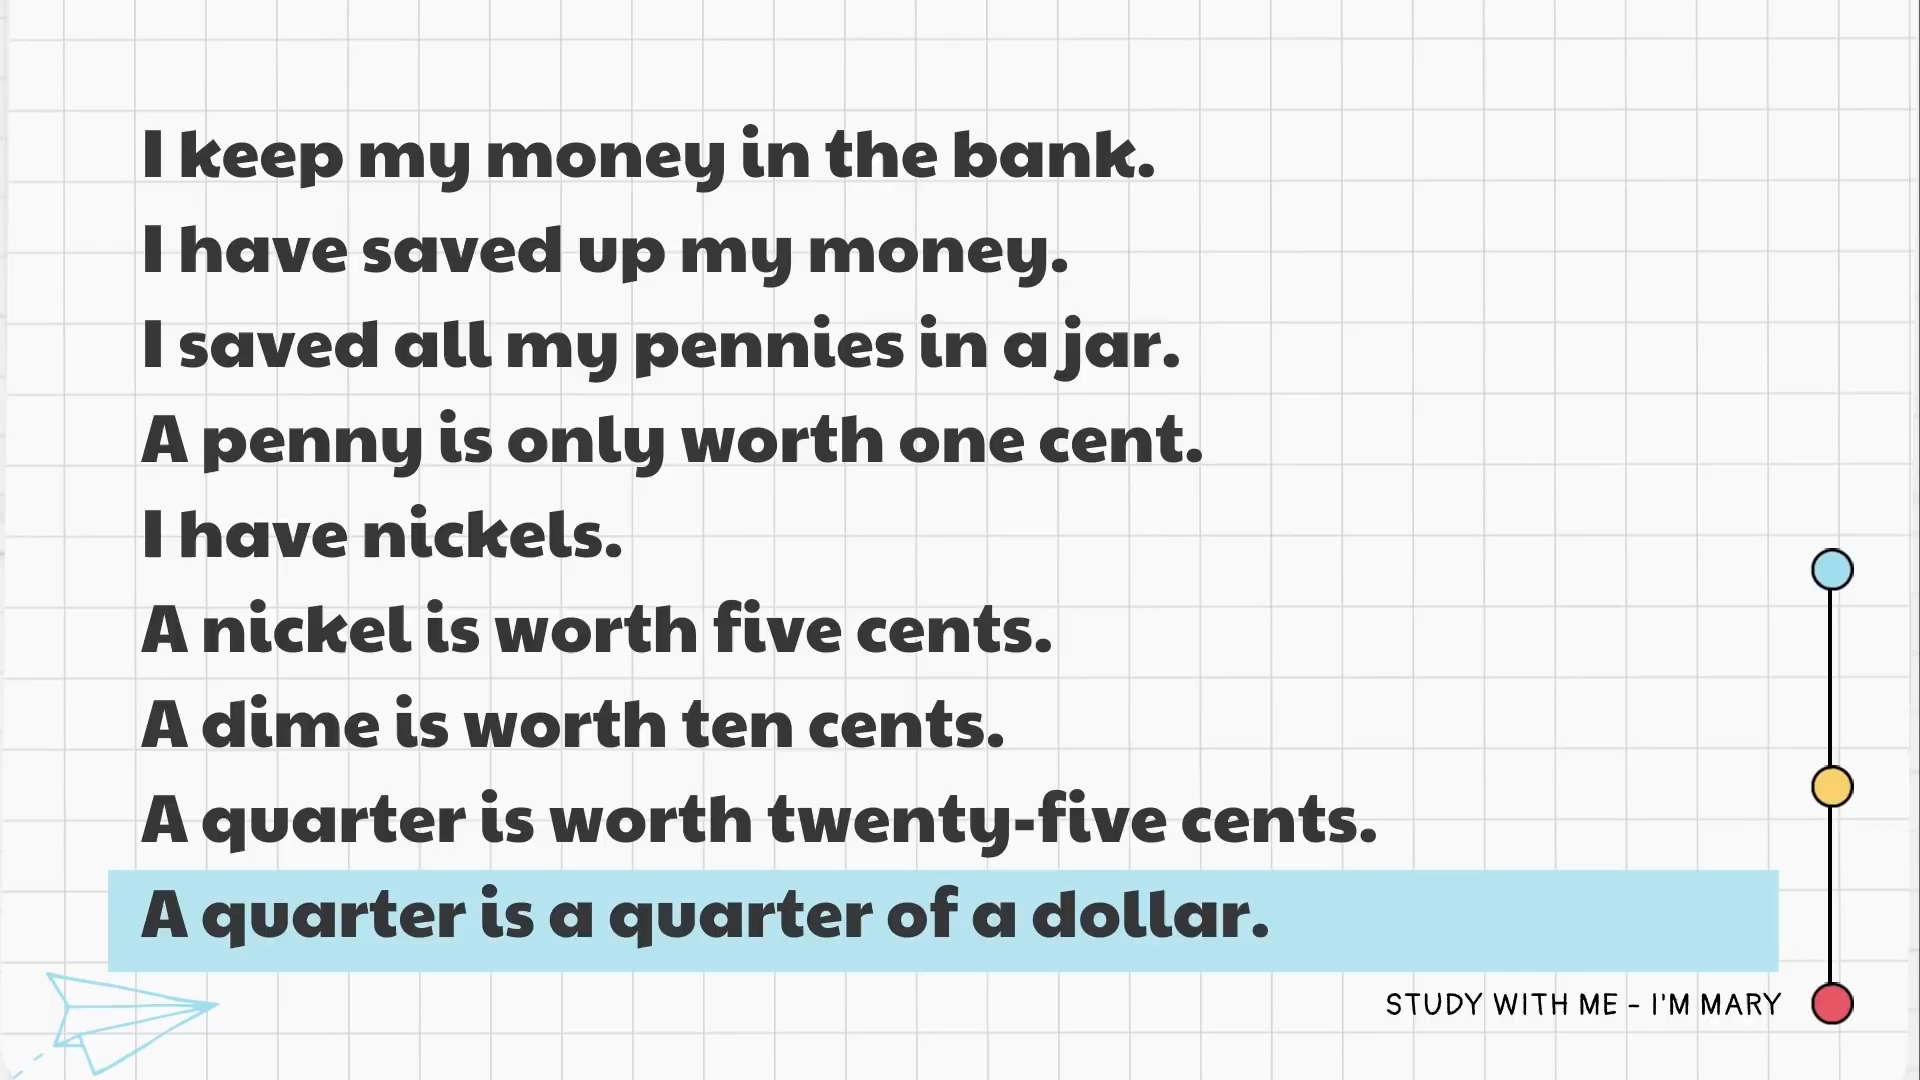 I keep my money in the bank.
I have saved up my money.
I saved all my pennies in a jar.
A penny is only worth one cent.
I have nickels.
A nickel is worth five cents.
A dime is worth ten cents.
A quarter is worth twenty-five cents.
A quarter is a quarter of a dollar.
STUDY WITH ME - I'M MARY